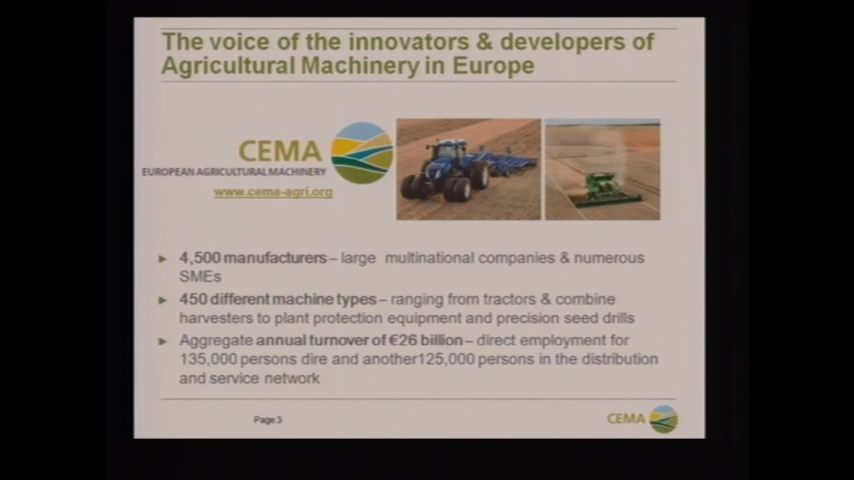 The voice of the innovators & developers of
Agricultural Machinery in Europe
CEMA
EUROPEAN AGRICULTURAL MACHINERY
www.cema-agri.org
► 4,500 manufacturers – large multinational companies & numerous
SMEs
► 450 different machine types – ranging from tractors & combine
harvesters to plant protection equipment and precision seed drills
► Aggregate annual turnover of €26 billion – direct employment for
135,000 persons dire and another125,000 persons in the distribution
and service network
Page 3
CEMA